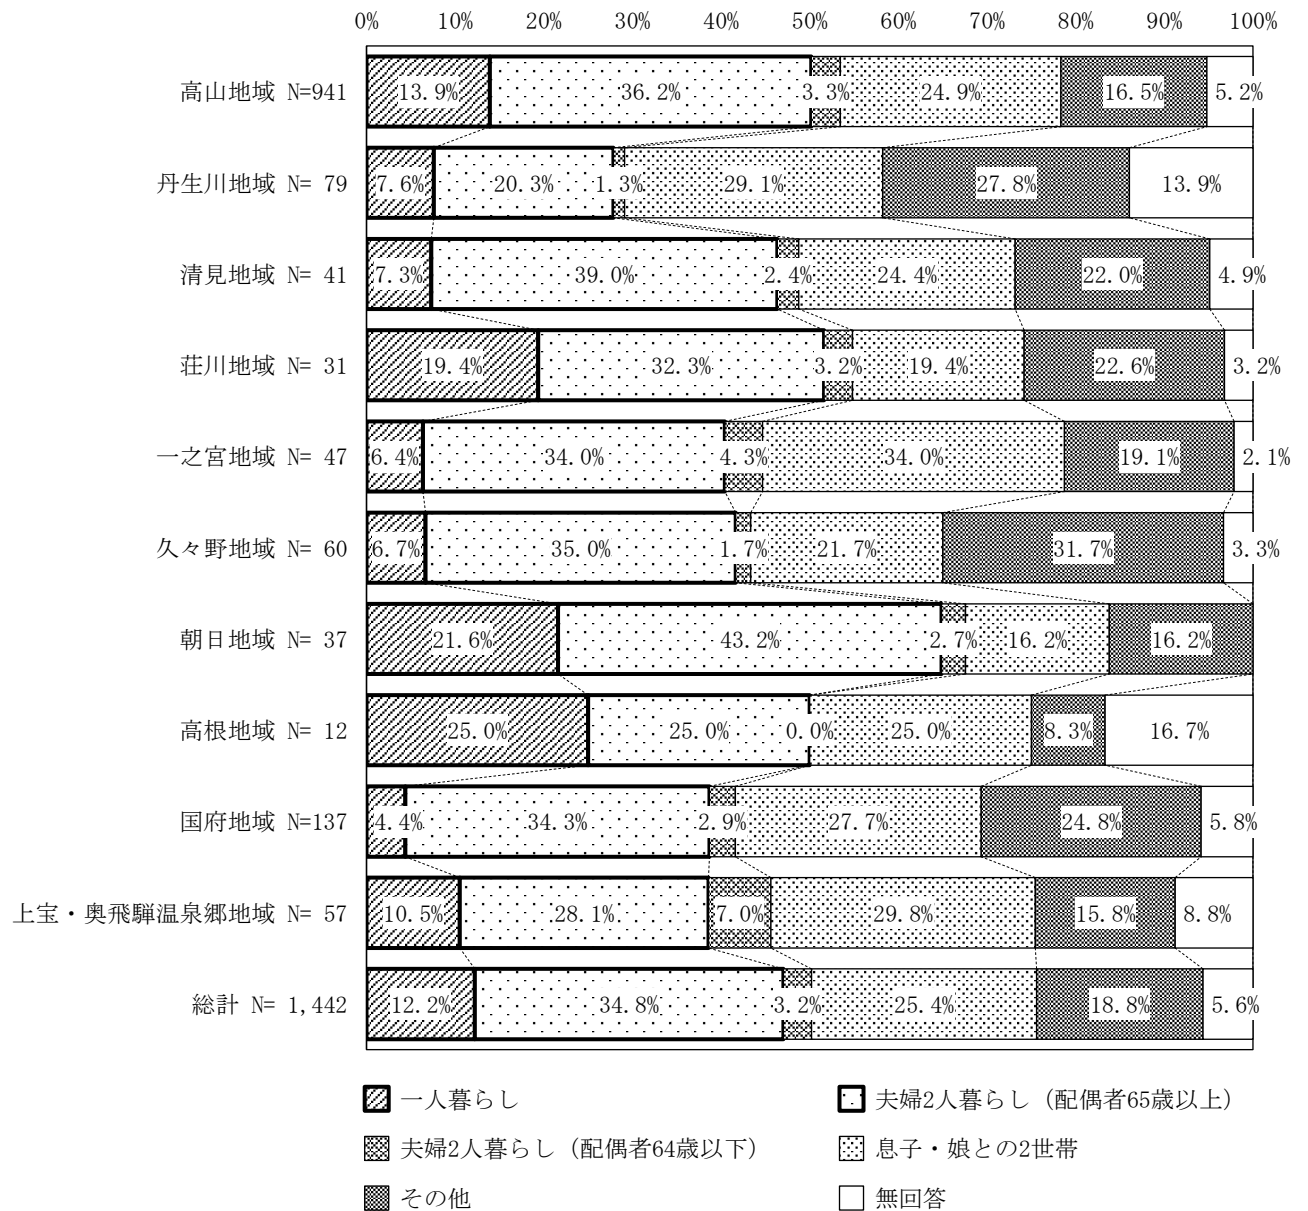 0% 10% 20% 30% 40% 50% 60% 70% 80% 90% 100%
高山地域 N=941 13.9% 36.2% 3.3% 24.9% 16.5% 5.2%
丹生川地域 N= 79 7.6% 20.3% 1.3% 29.1% 27.8% 13.9%
清見地域 N= 41 7.3% 39.0% 2.4% 24.4% 22.0% 4.9%
荘川地域 N= 31 19.4% 32.3% 3.2% 19.4% 22.6% 3.2%
一之宮地域 N= 47 6.4% 34.0% 4.3% 34.0% 19.1% 2.1%
久々野地域 N= 60 6.7% 35.0% 1.7% 21.7% 31.7% 3.3%
朝日地域 N= 37 21.6% 43.2% 2.7% 16.2% 16.2%
高根地域 N= 12 25.0% 25.0% 0.0% 25.0% 8.3% 16.7%
国府地域 N=137 4.4% 34.3% 2.9% 27.7% 24.8% 5.8%
上宝・奥飛騨温泉郷地域 N= 57 10.5% 28.1% 7.0% 29.8% 15.8% 8.8%
総計 N= 1,442 12.2% 34.8% 3.2% 25.4% 18.8% 5.6%
一人暮らし 夫婦2人暮らし（配偶者65歳以上）
夫婦2人暮らし（配偶者64歳以下） 息子・娘との2世帯
その他 無回答